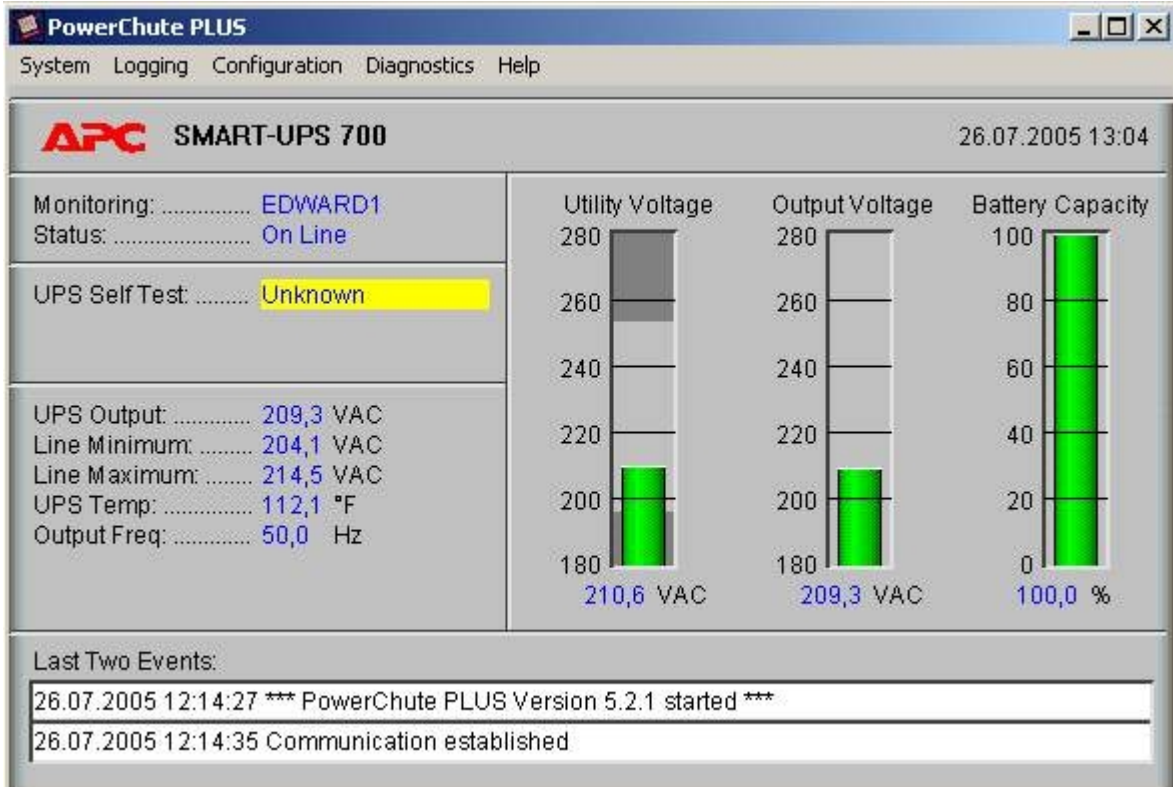 PowerChute PLUS
System Logging Configuration Diagnostics Help
APC SMART-UPS 700 26.07.2005 13:04
Monitoring: .............. EDWARD1
Status: ...................... On Line
UPS Self Test: ......... Unknown
UPS Output: ............ 209,3 VAC
Line Minimum: ......... 204,1 VAC
Line Maximum: ........ 214,5 VAC
UPS Temp: .............. 112,1 °F
Output Freq: ............ 50,0 Hz
Utility Voltage
280
260
240
220
200
180
210,6 VAC
Output Voltage
280
260
240
220
200
180
209,3 VAC
Battery Capacity
100
80
60
40
20
0
100,0 %
Last Two Events:
26.07.2005 12:14:27 *** PowerChute PLUS Version 5.2.1 started ***
26.07.2005 12:14:35 Communication established